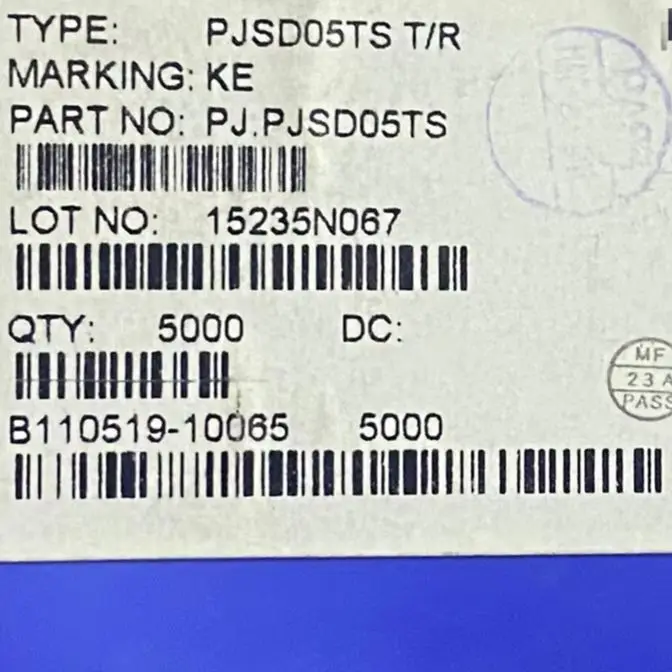 TYPE: PJSD05TS T/R
MARKING: KE
PART NO: PJ.PJSD05TS
LOT NO: 15235N067
QTY: 5000 DC:
B110519-10065 5000
MF
23 A
PASS